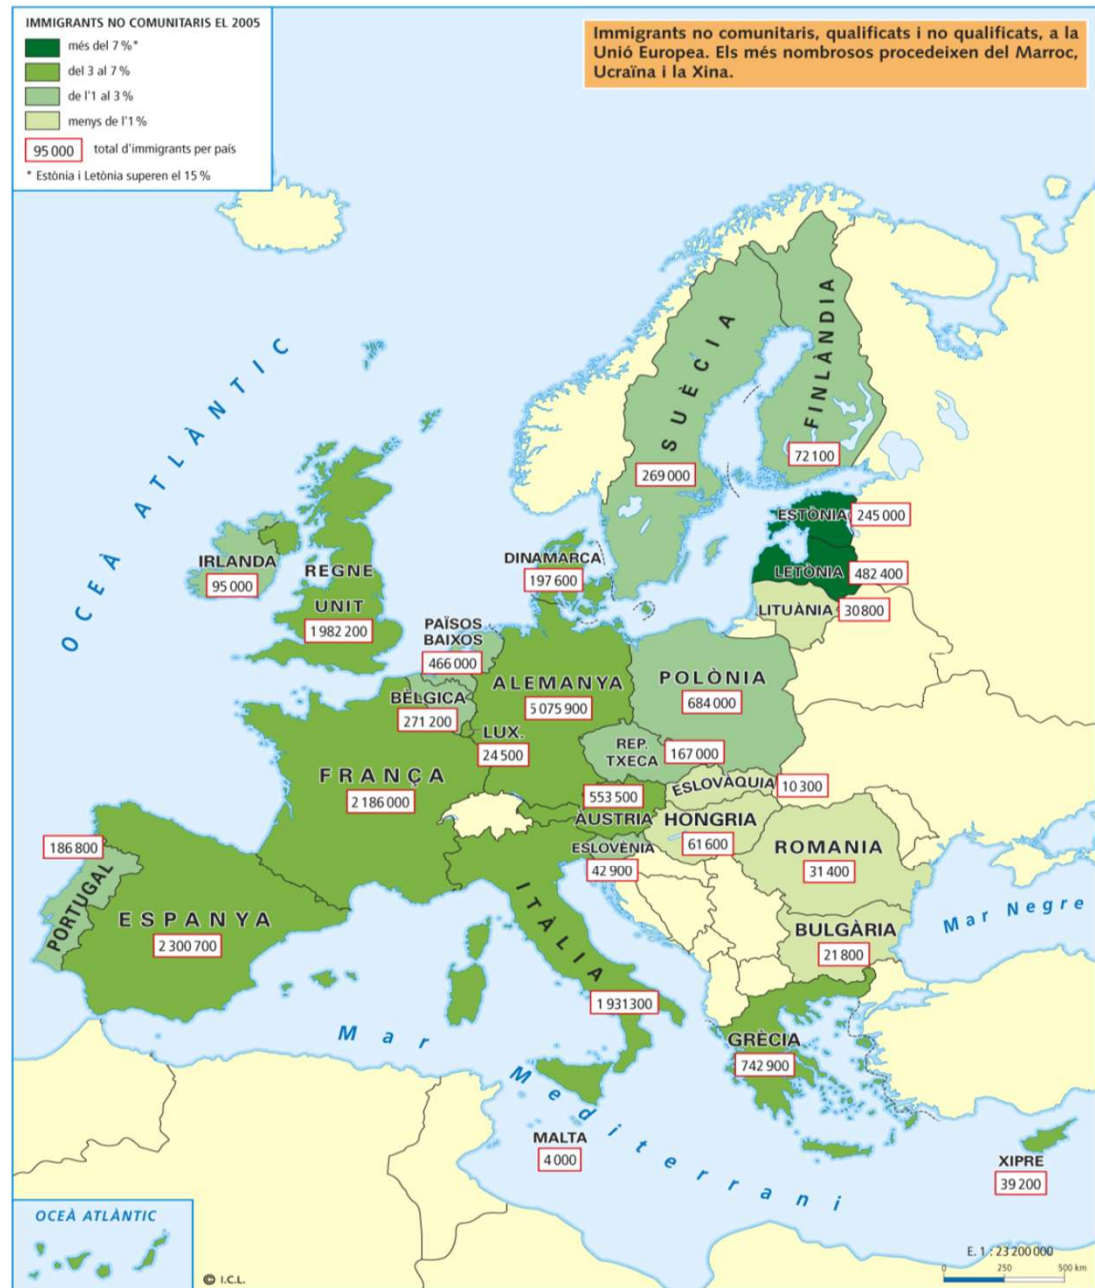 IMMIGRANTS NO COMUNITARIS EL 2005
més del 7 %*
del 3 al 7 %
de l'1 al 3 %
menys de l'1 %
95 000 total d'immigrants per país
* Estònia i Letònia superen el 15 %
Immigrants no comunitaris, qualificats i no qualificats, a la
Unió Europea. Els més nombrosos procedeixen del Marroc,
Ucraïna i la Xina.
OCEÀ ATLÀNTIC
SUÈCIA
269 000
FINLÀNDIA
72 100
ESTÒNIA
245 000
LETÒNIA
482 400
LITUÀNIA
30 800
IRLANDA
95 000
REGNE
UNIT
1 982 200
DINAMARCA
197 600
PAÏSOS
BAIXOS
466 000
BÈLGICA
271 200
LUX.
24 500
ALEMANYA
5 075 900
POLÒNIA
684 000
REP.
TXECA
167 000
ESLOVÀQUIA
10 300
553 500
ÀUSTRIA
HONGRIA
61 600
ESLOVÈNIA
42 900
ROMANIA
31 400
BULGÀRIA
21 800
FRANÇA
2 186 000
186 800
PORTUGAL
ESPANYA
2 300 700
ITÀLIA
1 931 300
GRÈCIA
742 900
MALTA
4 000
XIPRE
39 200
Mar Negre
Mar Mediterrani
OCEÀ ATLÀNTIC
© I.C.L.
E. 1 : 23 200 000
0 250 500 km